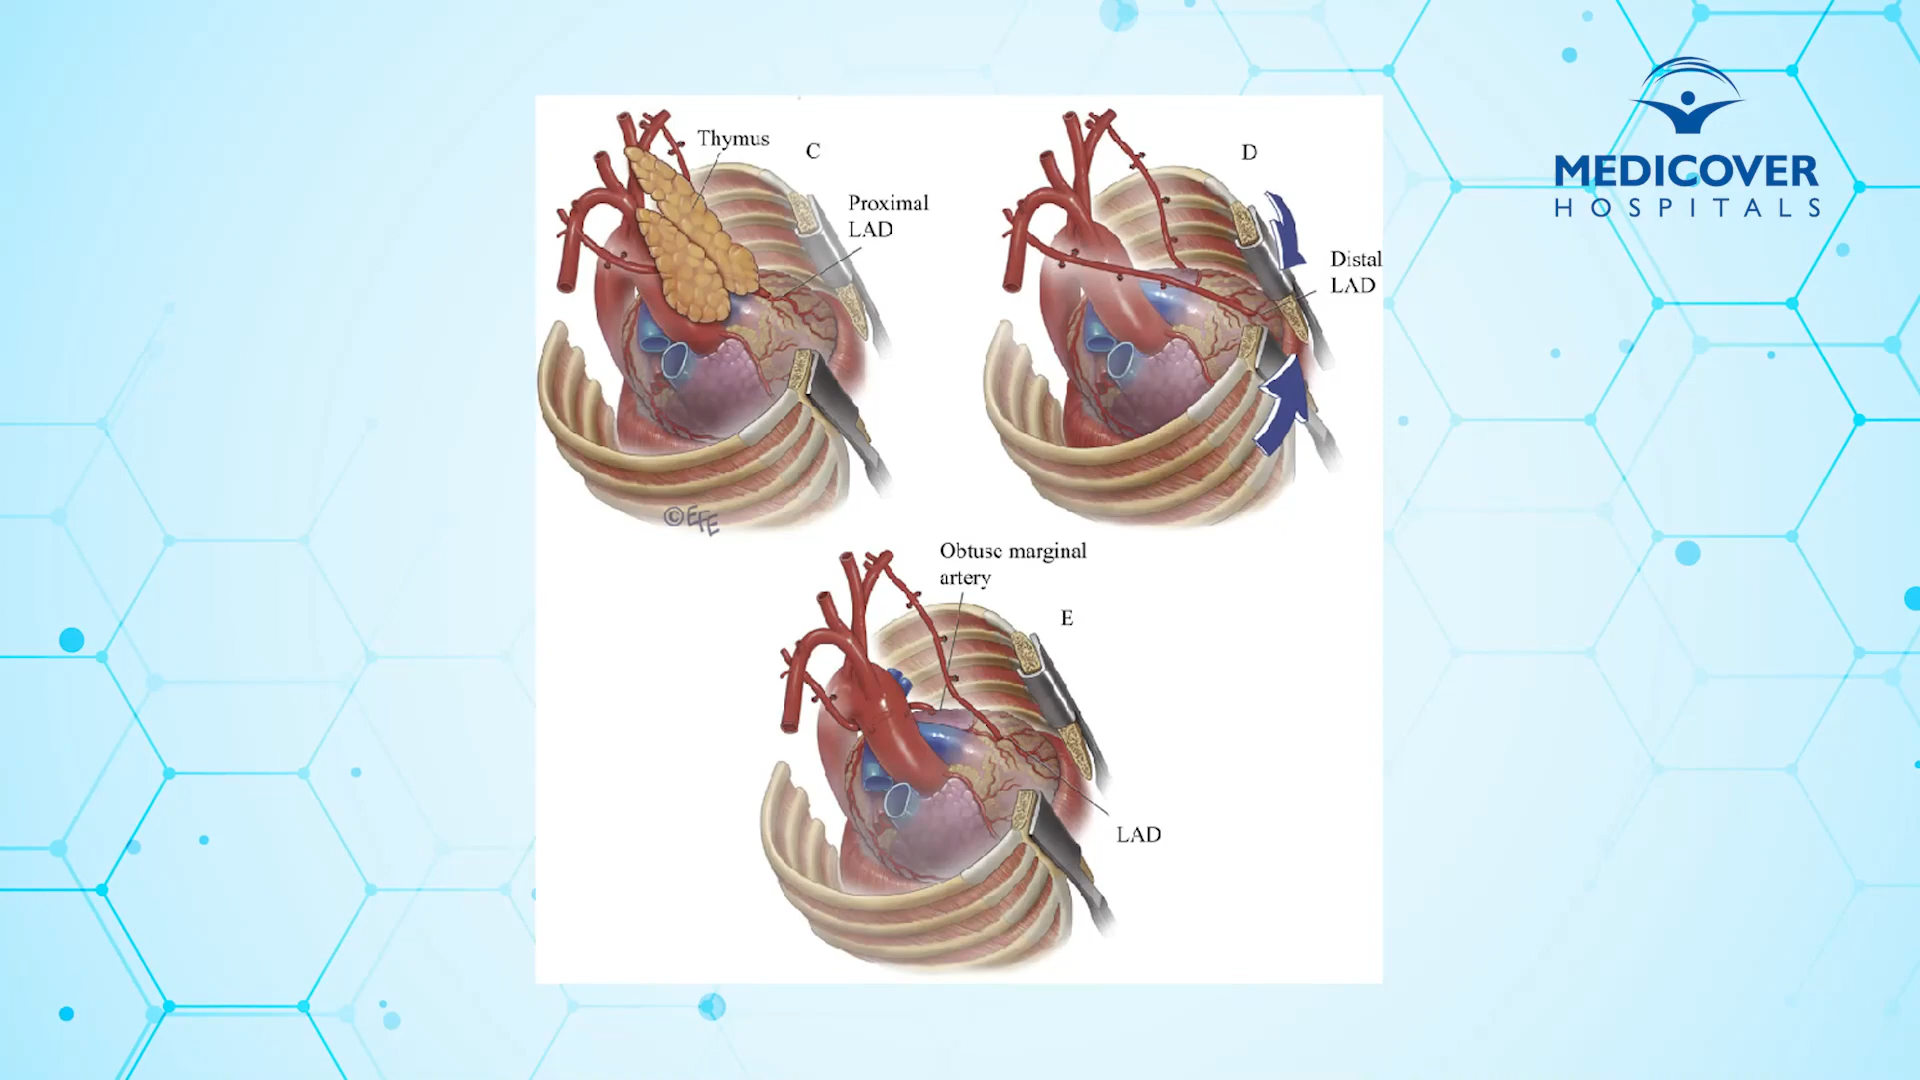 MEDICOVER
HOSPITALS
Thymus
C
Proximal
LAD
D
Distal
LAD
©EFE
Obtuse marginal
artery
E
LAD